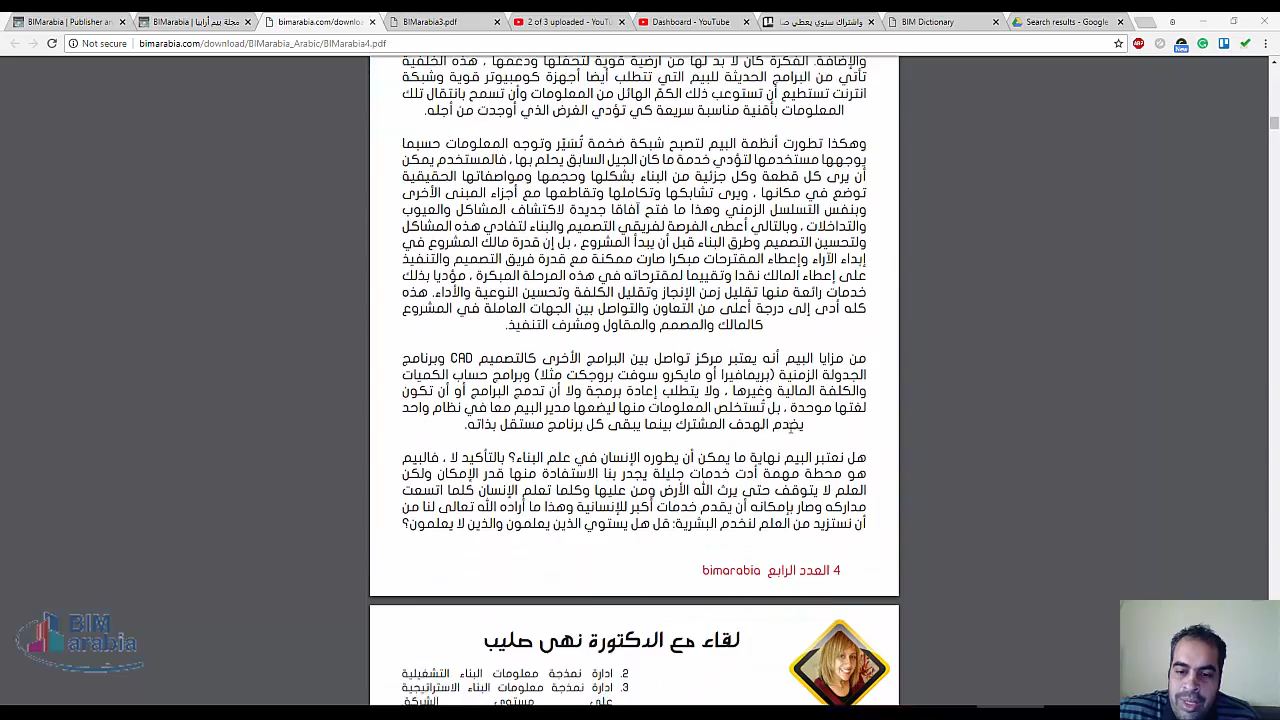 BIMarabia | Publisher ar
BIMarabia | مجلة بيم أرابيا
bimarabia.com/downloa
BIMarabia3.pdf
2 of 3 uploaded - YouTu
Dashboard - YouTube
واشتراك سنوي يعطي صا
BIM Dictionary
Search results - Google
Not secure | bimarabia.com/download/BIMarabia_Arabic/BIMarabia4.pdf
والإضافة. الفكرة كان لا بد لها من أرضية قوية لتحملها ودعمها ، هذه الخلفية
تأتي من البرامج الحديثة للبيم التي تتطلب أيضا أجهزة كومبيوتر قوية وشبكة
انترنت تستطيع أن تستوعب ذلك الكمّ الهائل من المعلومات وأن تسمح بانتقال تلك
المعلومات بأقنية مناسبة سريعة كي تؤدي الغرض الذي أوجدت من أجله.
وهكذا تطورت أنظمة البيم لتصبح شبكة ضخمة تُسَيّر وتوجه المعلومات حسبما
يوجهها مستخدمها لتؤدي خدمة ما كان الجيل السابق يحلم بها ، فالمستخدم يمكن
أن يرى كل قطعة وكل جزئية من البناء بشكلها وحجمها ومواصفاتها الحقيقية
توضع في مكانها ، ويرى تشابكها وتكاملها وتقاطعها مع أجزاء المبنى الأخرى
وبنفس التسلسل الزمني وهذا ما فتح آفاقا جديدة لاكتشاف المشاكل والعيوب
والتداخلات ، وبالتالي أعطى الفرصة لفريقي التصميم والبناء لتفادي هذه المشاكل
ولتحسين التصميم وطرق البناء قبل أن يبدأ المشروع ، بل إن قدرة مالك المشروع في
إبداء الآراء وإعطاء المقترحات مبكرا صارت ممكنة مع قدرة فريق التصميم والتنفيذ
على إعطاء المالك نقدا وتقييما لمقترحاته في هذه المرحلة المبكرة ، مؤديا بذلك
خدمات رائعة منها تقليل زمن الإنجاز وتقليل الكلفة وتحسين النوعية والأداء. هذه
كله أدى إلى درجة أعلى من التعاون والتواصل بين الجهات العاملة في المشروع
كالمالك والمصمم والمقاول ومشرف التنفيذ.
من مزايا البيم أنه يعتبر مركز تواصل بين البرامج الأخرى كالتصميم CAD وبرنامج
الجدولة الزمنية (بريمافيرا أو مايكرو سوفت بروجكت مثلا) وبرامج حساب الكميات
والكلفة المالية وغيرها ، ولا يتطلب إعادة برمجة ولا أن تدمج البرامج أو أن تكون
لغتها موحدة ، بل تُستخلص المعلومات منها ليضعها مدير البيم معا في نظام واحد
يخدم الهدف المشترك بينما يبقى كل برنامج مستقل بذاته.
هل نعتبر البيم نهاية ما يمكن أن يطوره الإنسان في علم البناء؟ بالتأكيد لا ، فالبيم
هو محطة مهمة أدت خدمات جليلة يجدر بنا الاستفادة منها قدر الإمكان ولكن
العلم لا يتوقف حتى يرث الله الأرض ومن عليها وكلما تعلم الإنسان كلما اتسعت
مداركه وصار بإمكانه أن يقدم خدمات أكبر للإنسانية وهذا ما أراده الله تعالى لنا من
أن نستزيد من العلم لنخدم البشرية: قل هل يستوي الذين يعلمون والذين لا يعلمون؟
4 العدد الرابع bimarabia
لقاء مع الدكتورة نهى صليب
2. ادارة نمذجة معلومات البناء التشغيلية
3. ادارة نمذجة معلومات البناء الاستراتيجية
على مستوى الشركة
BIM
arabia